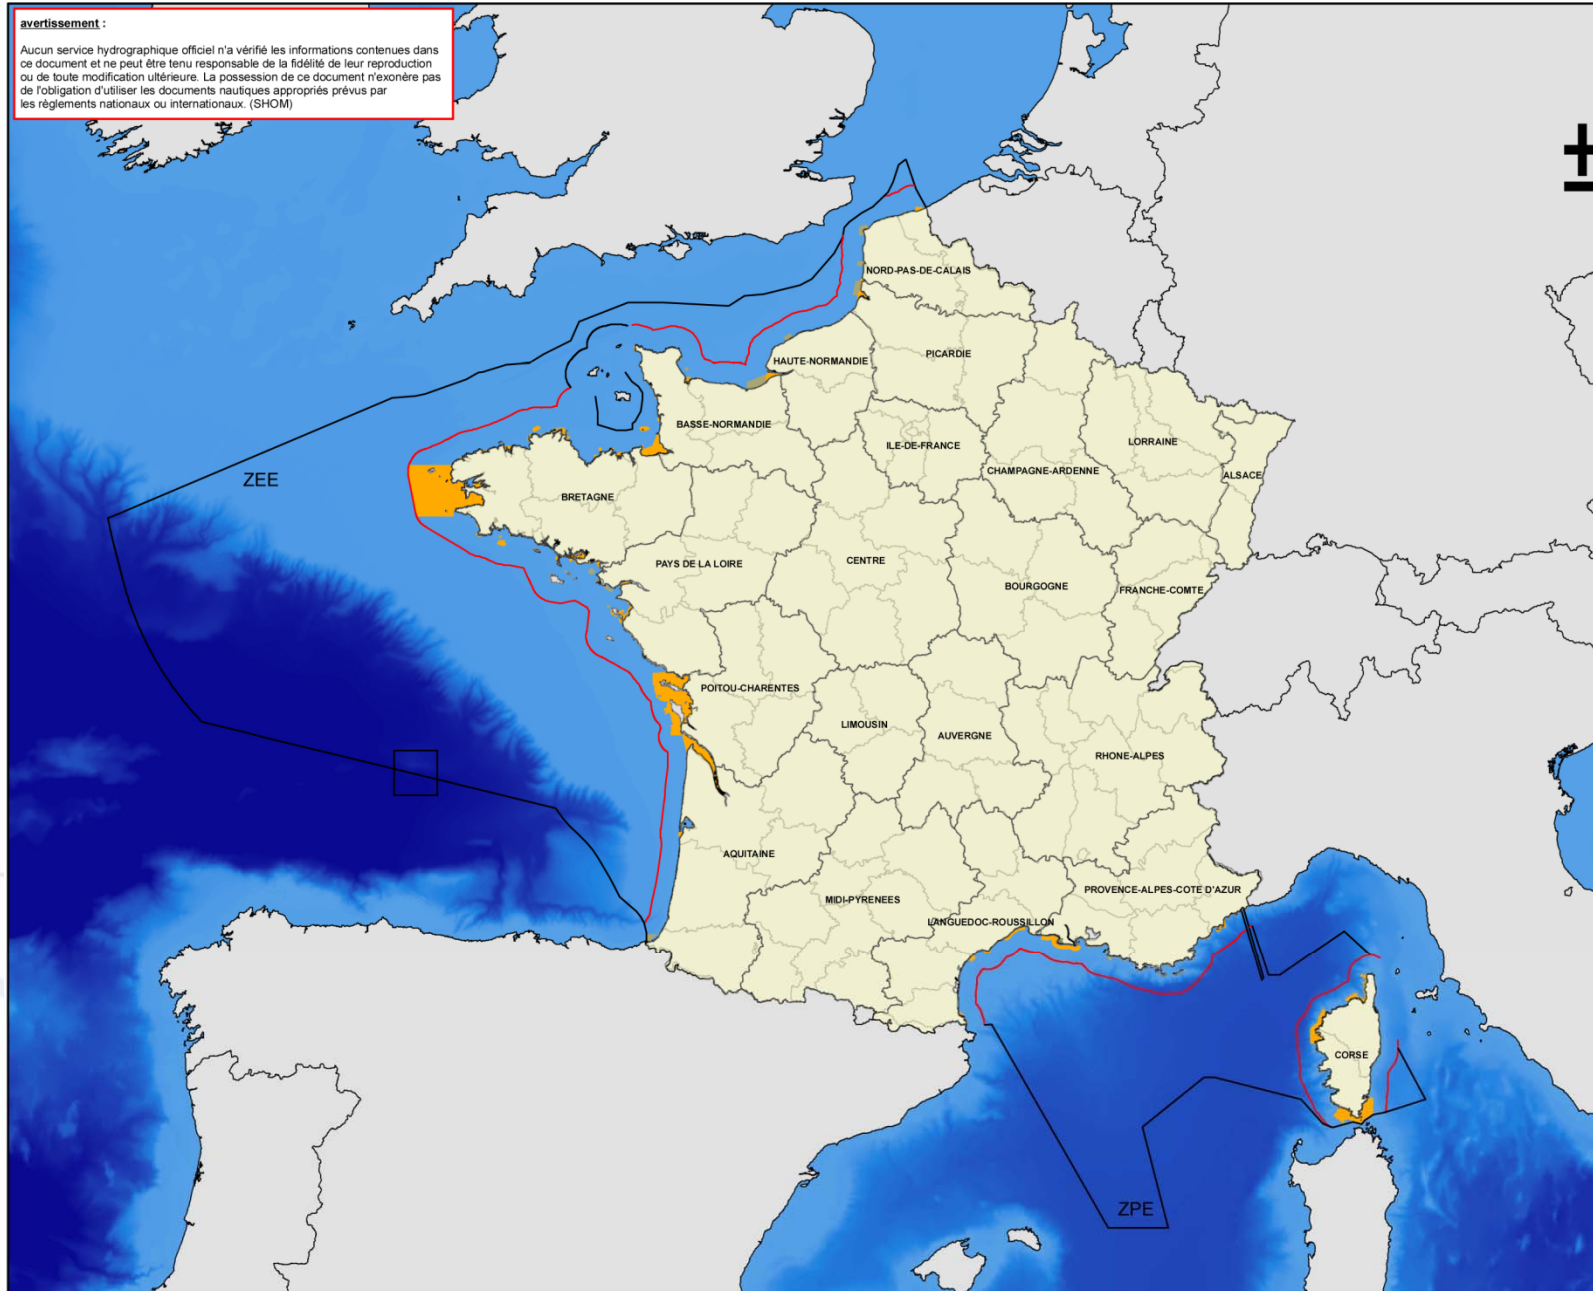 avertissement :
Aucun service hydrographique officiel n'a vérifié les informations contenues dans
ce document et ne peut être tenu responsable de la fidélité de leur reproduction
ou de toute modification ultérieure. La possession de ce document n'exonère pas
de l'obligation d'utiliser les documents nautiques appropriés prévus par
les règlements nationaux ou internationaux. (SHOM)
NORD-PAS-DE-CALAIS
HAUTE-NORMANDIE
PICARDIE
BASSE-NORMANDIE
ILE-DE-FRANCE
LORRAINE
CHAMPAGNE-ARDENNE
ALSACE
ZEE
BRETAGNE
PAYS DE LA LOIRE
CENTRE
BOURGOGNE
FRANCHE-COMTE
POITOU-CHARENTES
LIMOUSIN
AUVERGNE
RHONE-ALPES
AQUITAINE
PROVENCE-ALPES-COTE D'AZUR
MIDI-PYRENEES
LANGUEDOC-ROUSSILLON
CORSE
ZPE